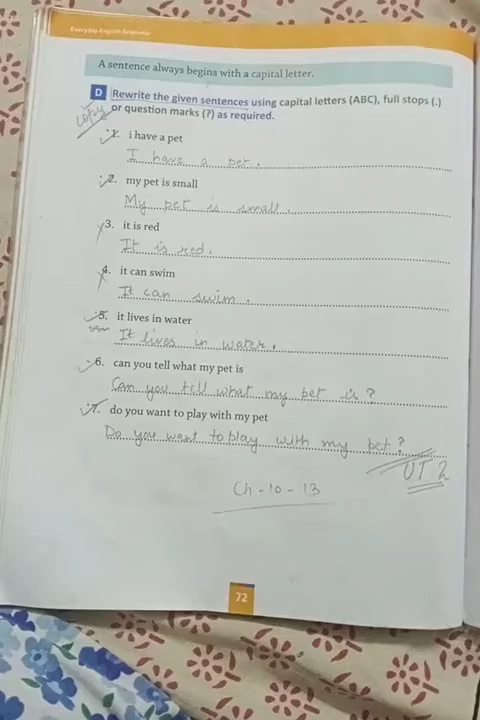 Everyday English Grammar
A sentence always begins with a capital letter.
D Rewrite the given sentences using capital letters (ABC), full stops (.)
or question marks (?) as required.
copy
1. i have a pet
I have a pet.
2. my pet is small
My pet is small.
3. it is red
It is red.
4. it can swim
It can swim.
5. it lives in water
It lives in water.
6. can you tell what my pet is
Can you tell what my pet is?
7. do you want to play with my pet
Do you want to play with my pet?
UT 2
Ch-10-13
72